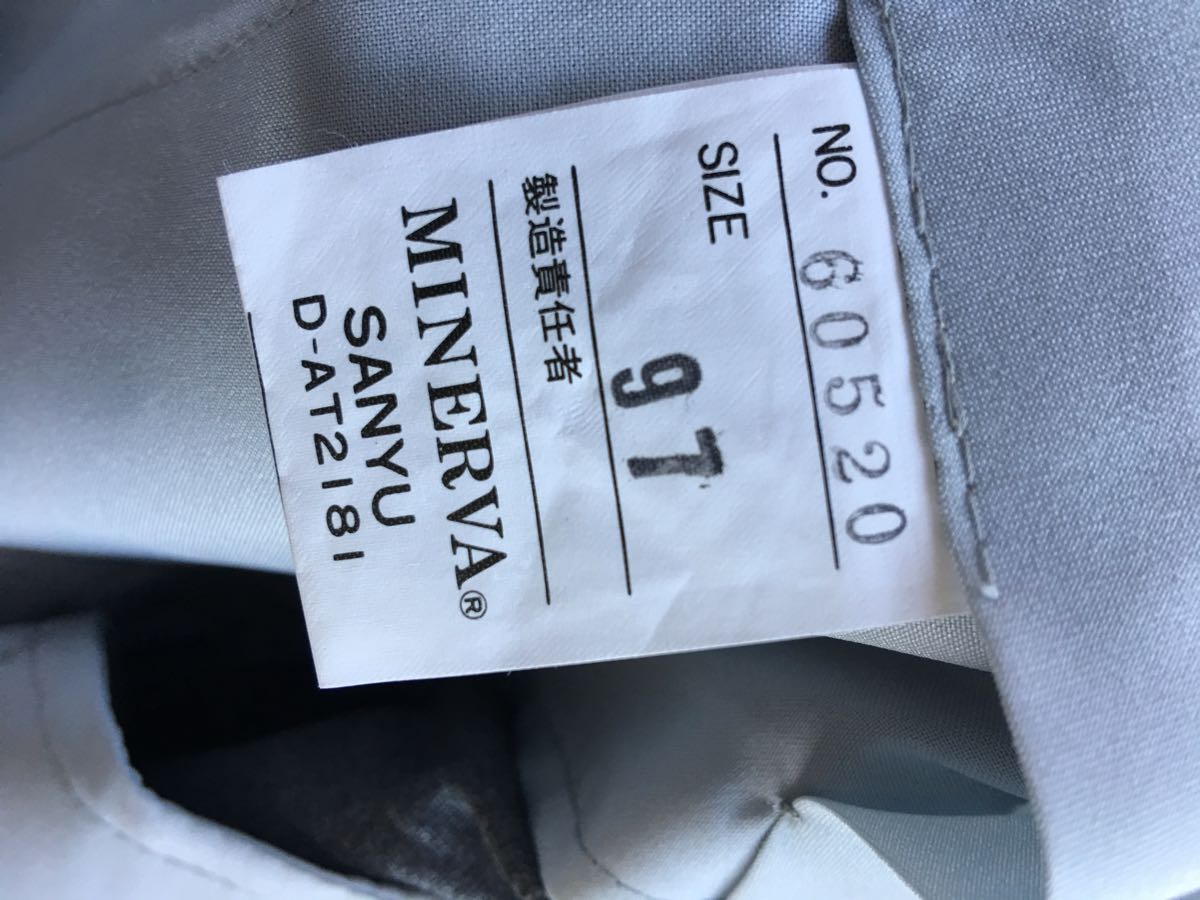 NO. 60520
SIZE 97
製造責任者
MINERVA®
SANYU
D-AT2181